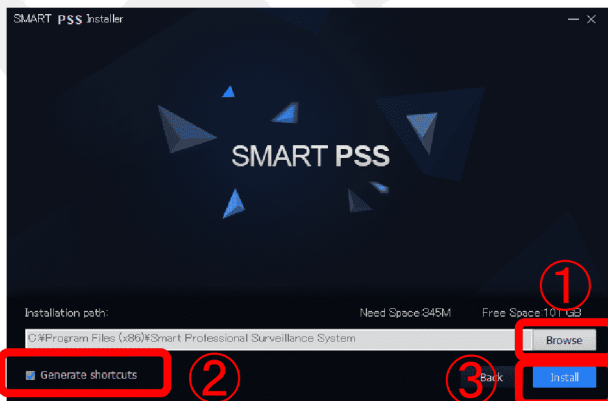 SMART PSS Installer
SMART PSS
①
Installation path:
Need Space:345M
Free Space:101 GB
C:¥Program Files (x86)¥Smart Professional Surveillance System
Browse
Generate shortcuts
②
③
Back
Install